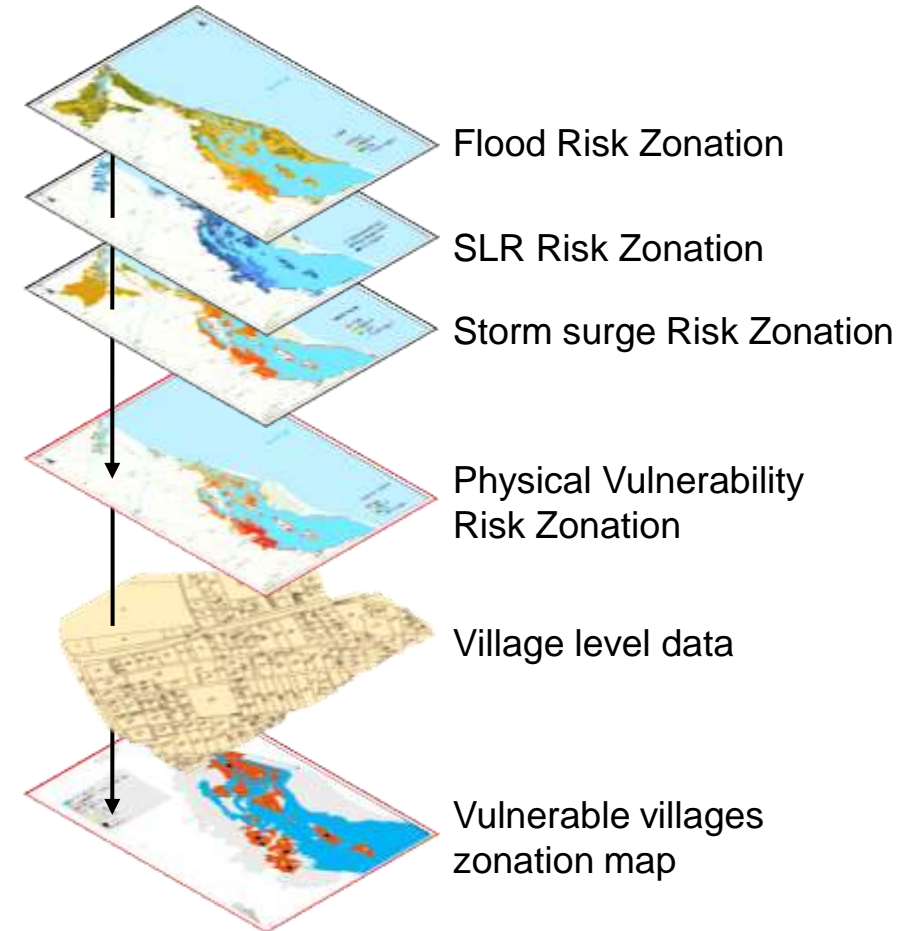 Flood Risk Zonation
SLR Risk Zonation
Storm surge Risk Zonation
Physical Vulnerability
Risk Zonation
Village level data
Vulnerable villages
zonation map